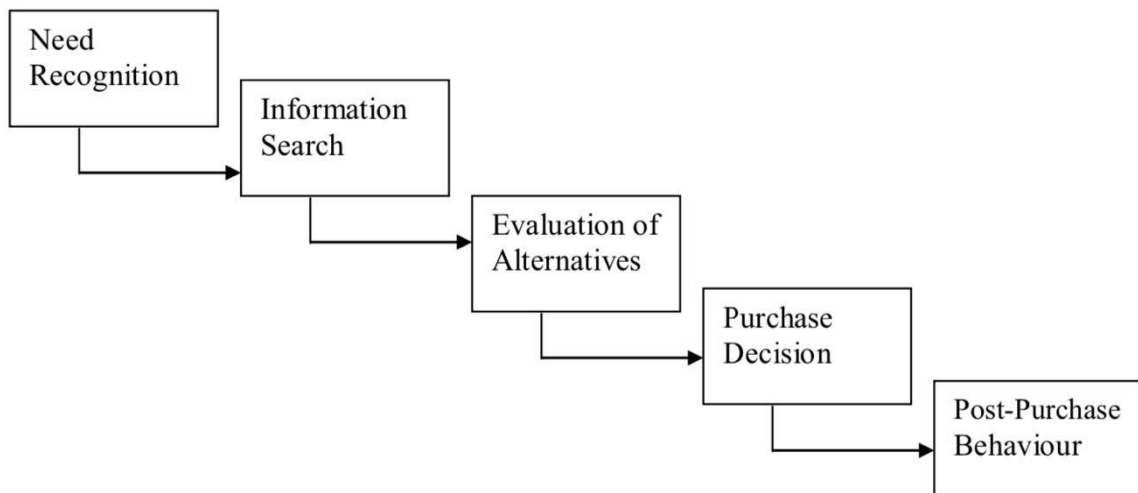 Need
Recognition
Information
Search
Evaluation of
Alternatives
Purchase
Decision
Post-Purchase
Behaviour